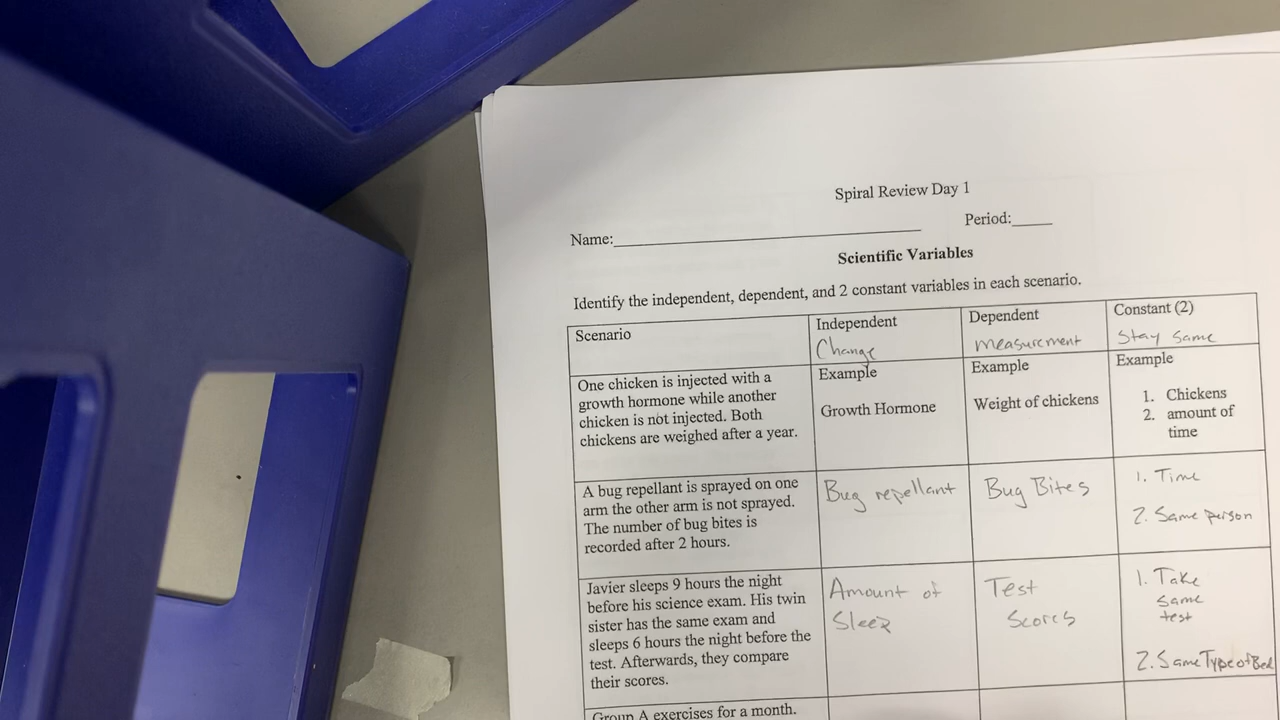 Spiral Review Day 1
Name:____________________ Period:_____
Scientific Variables
Identify the independent, dependent, and 2 constant variables in each scenario.
Scenario
Independent
Change
Dependent
measurement
Constant (2)
Stay same
One chicken is injected with a
growth hormone while another
chicken is not injected. Both
chickens are weighed after a year.
Example
Growth Hormone
Example
Weight of chickens
Example
1. Chickens
2. amount of
time
A bug repellant is sprayed on one
arm the other arm is not sprayed.
The number of bug bites is
recorded after 2 hours.
Bug repellant
Bug Bites
1. Time
2. Same person
Javier sleeps 9 hours the night
before his science exam. His twin
sister has the same exam and
sleeps 6 hours the night before the
test. Afterwards, they compare
their scores.
Amount of
Sleep
Test
Scores
1. Take
same
test
2. Same Type of Bed
Group A exercises for a month.